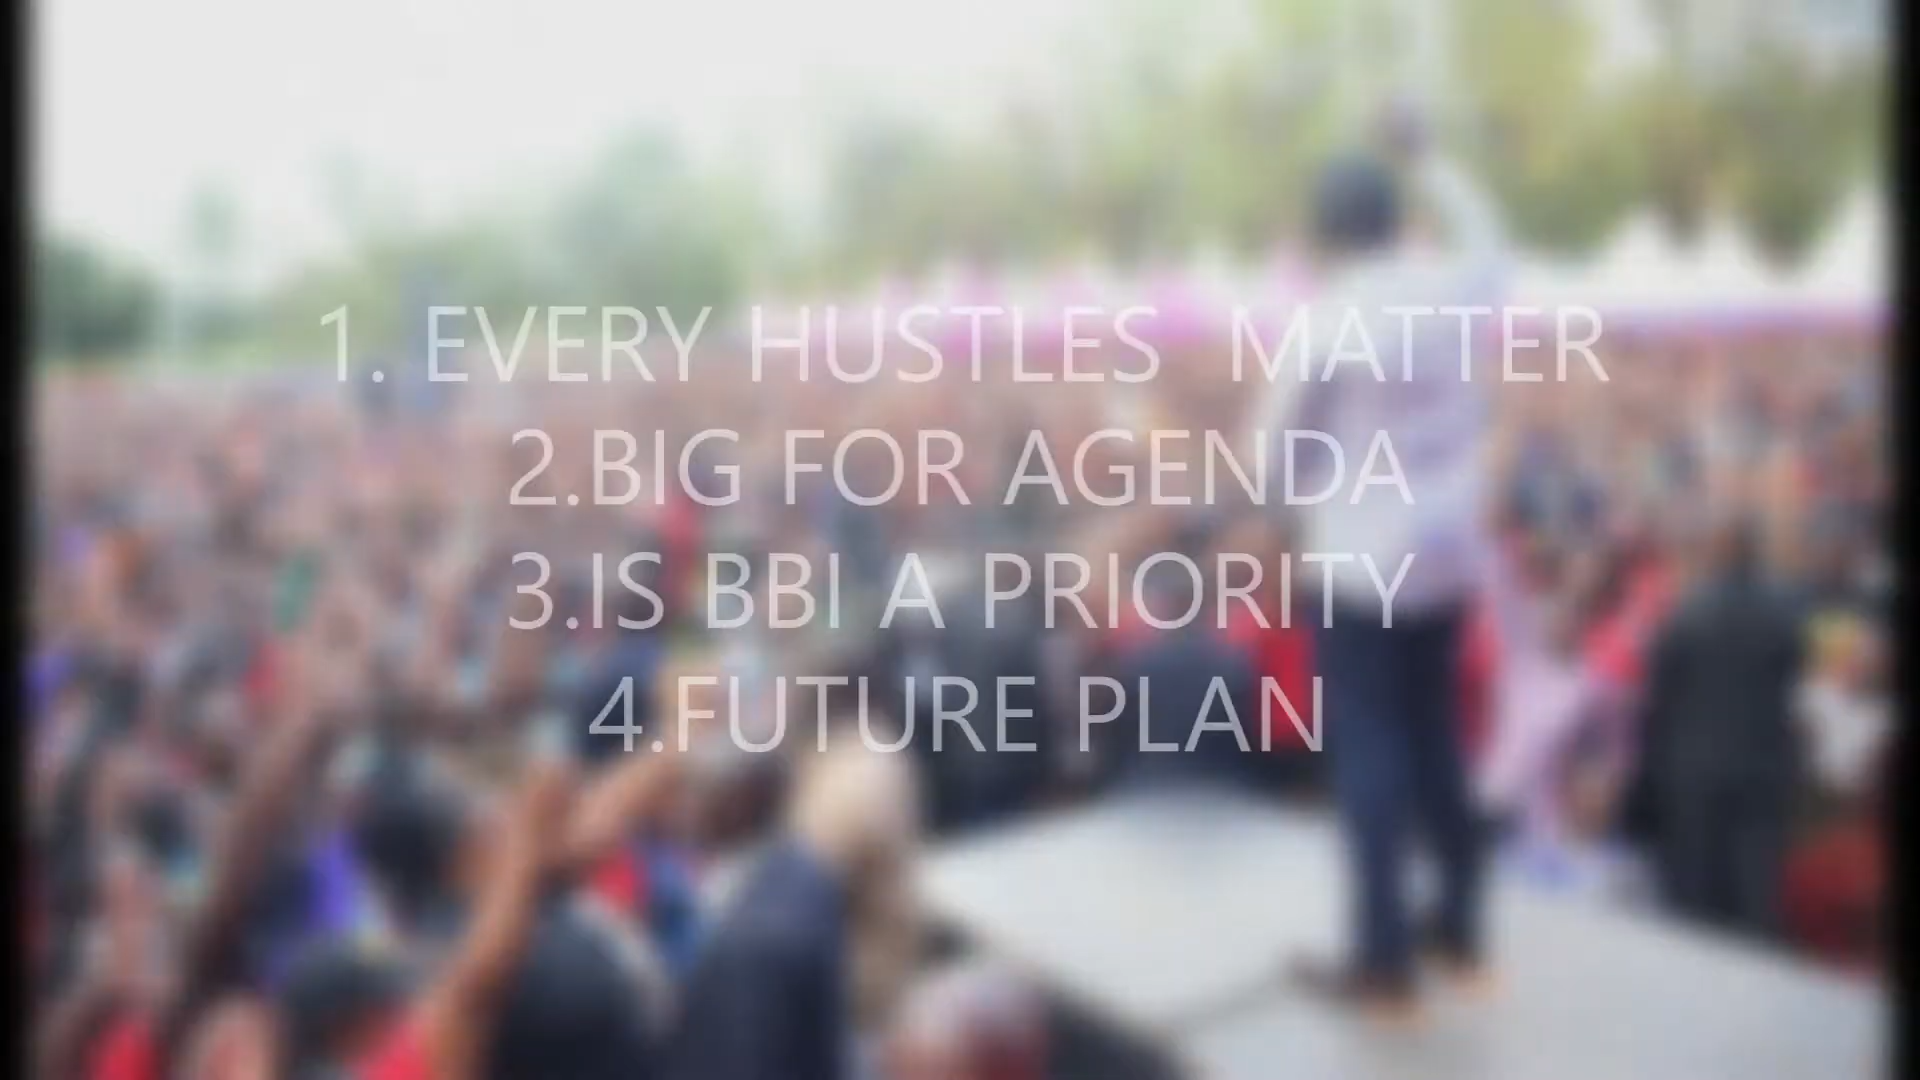 1. EVERY HUSTLES MATTER
2.BIG FOR AGENDA
3.IS BBI A PRIORITY
4.FUTURE PLAN